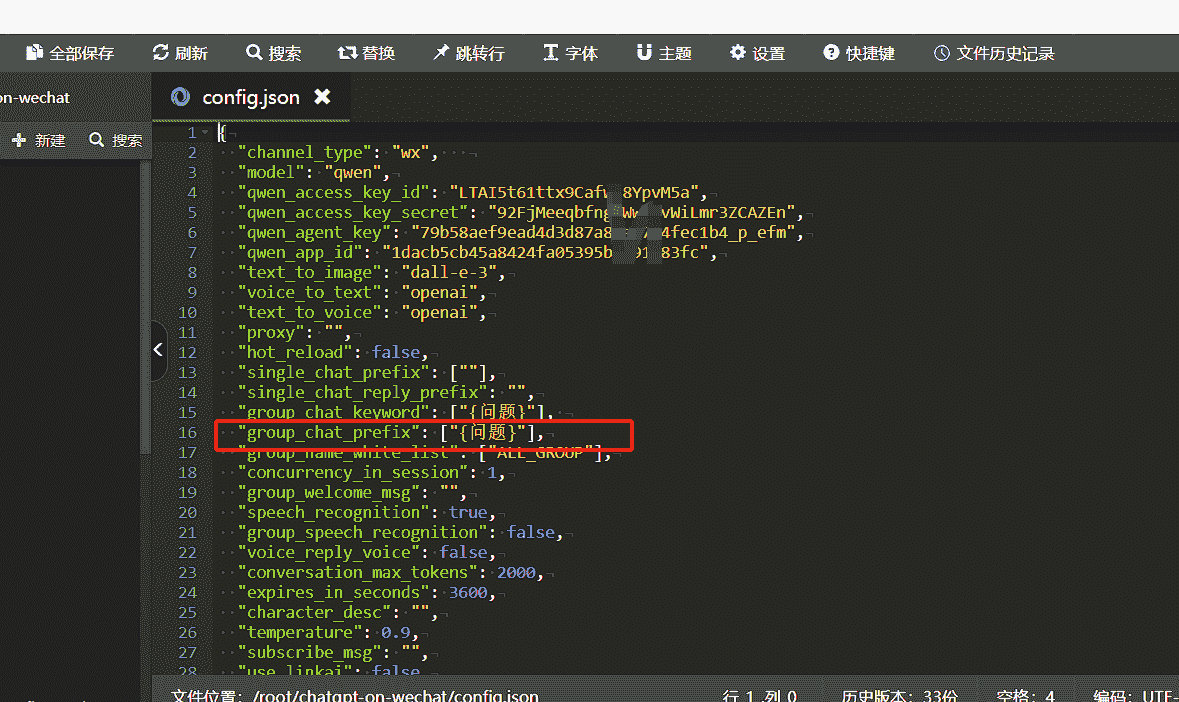 全部保存 刷新 搜索 替换 跳转行 字体 主题 设置 快捷键 文件历史记录
on-wechat
config.json
新建 搜索
1 {
2 "channel_type": "wx",
3 "model": "qwen",
4 "qwen_access_key_id": "LTAI5t61ttx9Cafw 8YpvM5a",
5 "qwen_access_key_secret": "92FjMeeqbfng W vWiLmr3ZCAZEn",
6 "qwen_agent_key": "79b58aef9ead4d3d87a8 4fec1b4_p_efm",
7 "qwen_app_id": "1dacb5cb45a8424fa05395b 91 83fc",
8 "text_to_image": "dall-e-3",
9 "voice_to_text": "openai",
10 "text_to_voice": "openai",
11 "proxy": "",
12 "hot_reload": false,
13 "single_chat_prefix": [""],
14 "single_chat_reply_prefix": "",
15 "group_chat_keyword": ["{问题}"],
16 "group_chat_prefix": ["{问题}"],
17 "group_name_white_list": ["ALL_GROUP"],
18 "concurrency_in_session": 1,
19 "group_welcome_msg": "",
20 "speech_recognition": true,
21 "group_speech_recognition": false,
22 "voice_reply_voice": false,
23 "conversation_max_tokens": 2000,
24 "expires_in_seconds": 3600,
25 "character_desc": "",
26 "temperature": 0.9,
27 "subscribe_msg": "",
28 "use_linkai": false
文件位置: /root/chatgpt-on-wechat/config.json 行 1 ,列 0 历史版本: 33份 空格: 4 编码: UTF-